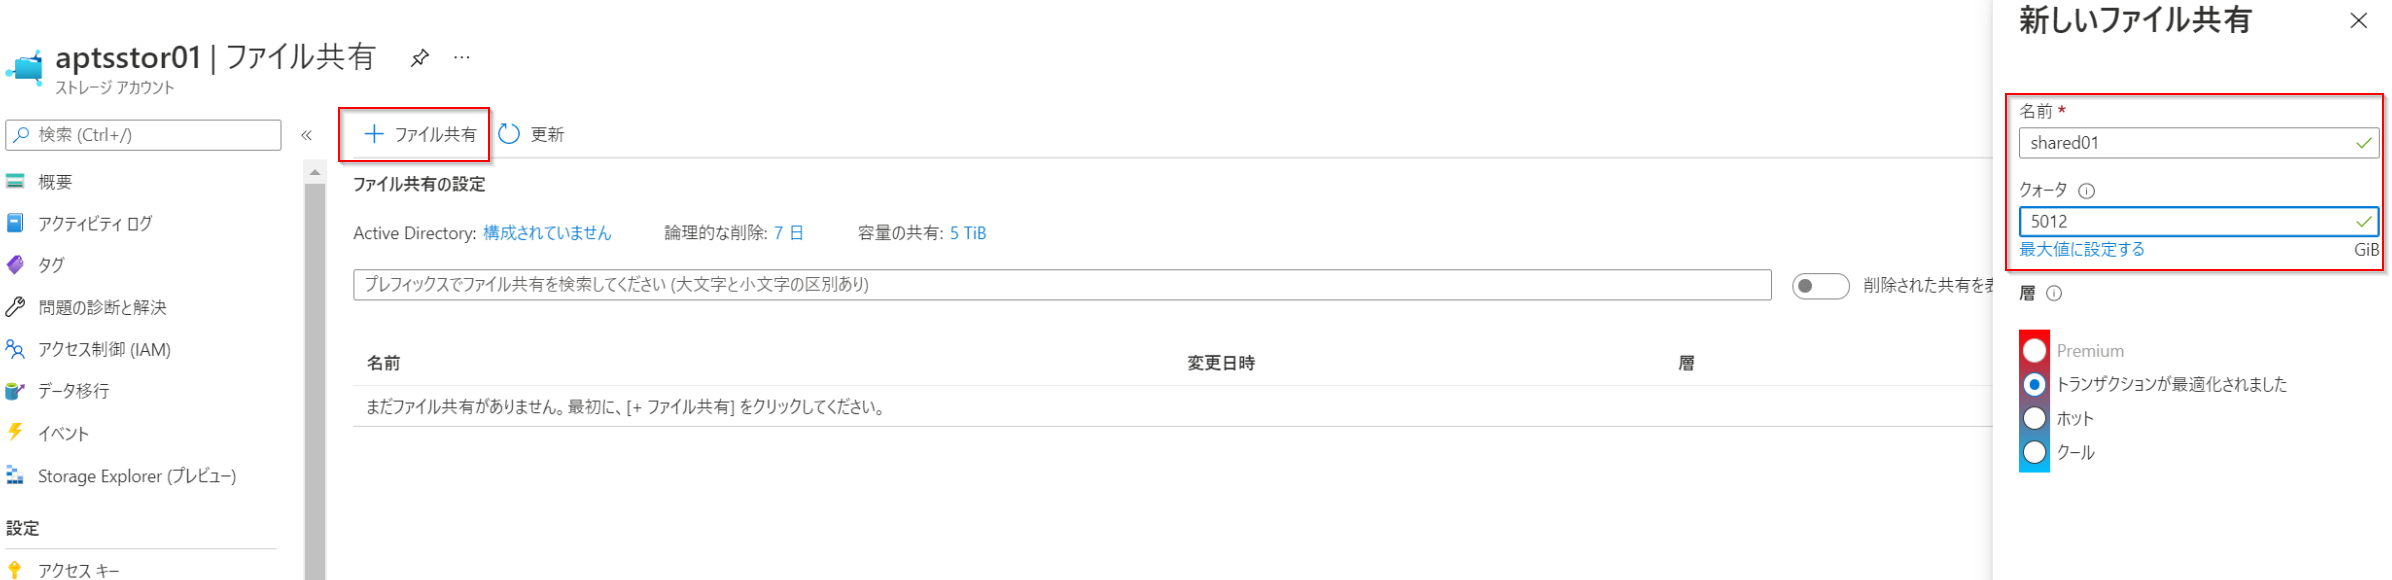 aptsstor01 | ファイル共有 …
ストレージ アカウント
検索 (Ctrl+/)
«
概要
アクティビティ ログ
タグ
問題の診断と解決
アクセス制御 (IAM)
データ移行
イベント
Storage Explorer (プレビュー)
設定
アクセス キー
+ ファイル共有 更新
ファイル共有の設定
Active Directory: 構成されていません 論理的な削除: 7 日 容量の共有: 5 TiB
プレフィックスでファイル共有を検索してください (大文字と小文字の区別あり)
削除された共有を
名前 変更日時 層
まだファイル共有がありません。最初に、[+ ファイル共有] をクリックしてください。
新しいファイル共有
名前 *
shared01
クォータ
5012
最大値に設定する GiB
層
Premium
トランザクションが最適化されました
ホット
クール